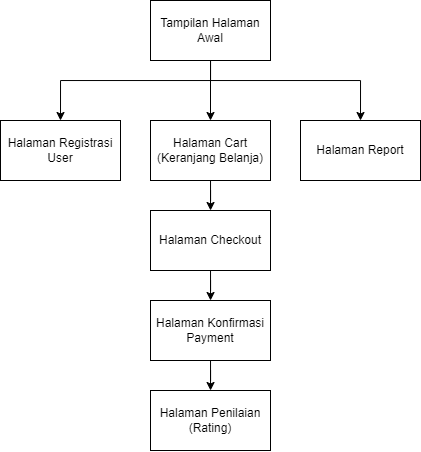 Tampilan Halaman
Awal
Halaman Registrasi
User
Halaman Cart
(Keranjang Belanja)
Halaman Report
Halaman Checkout
Halaman Konfirmasi
Payment
Halaman Penilaian
(Rating)